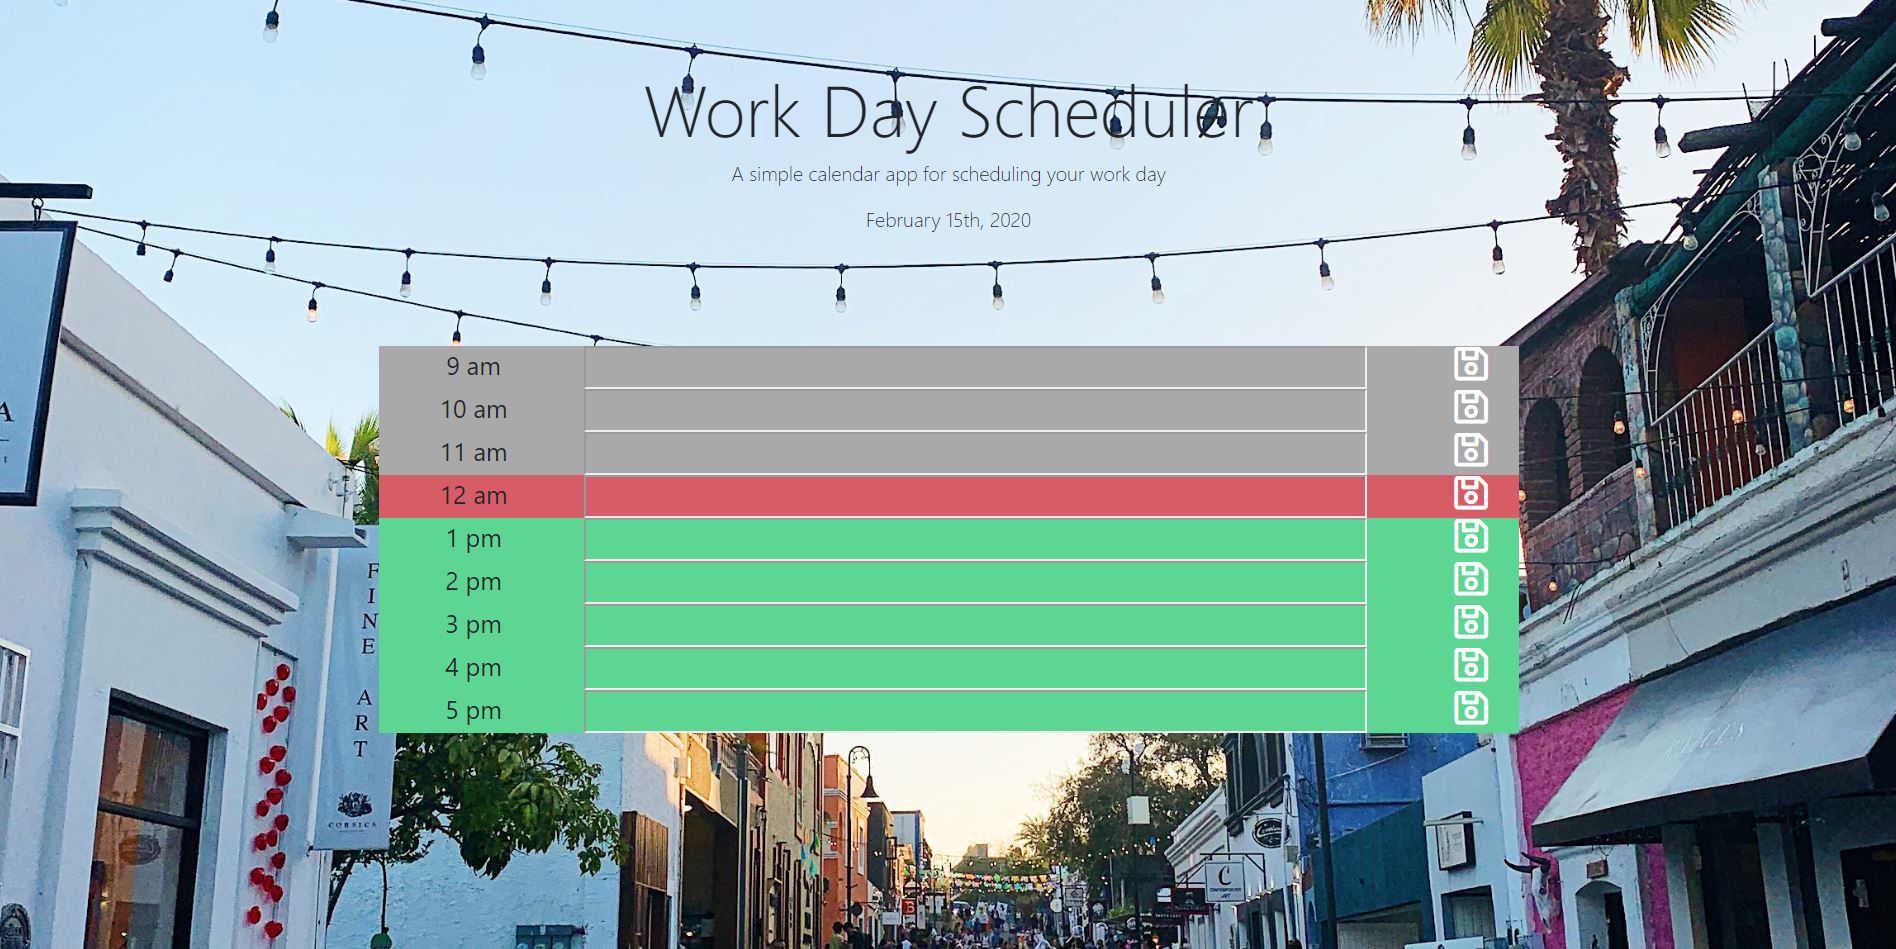 Work Day Scheduler
A simple calendar app for scheduling your work day
February 15th, 2020
9 am
10 am
11 am
12 am
1 pm
2 pm
3 pm
4 pm
5 pm
A
FINE
ART
CORSICA
C